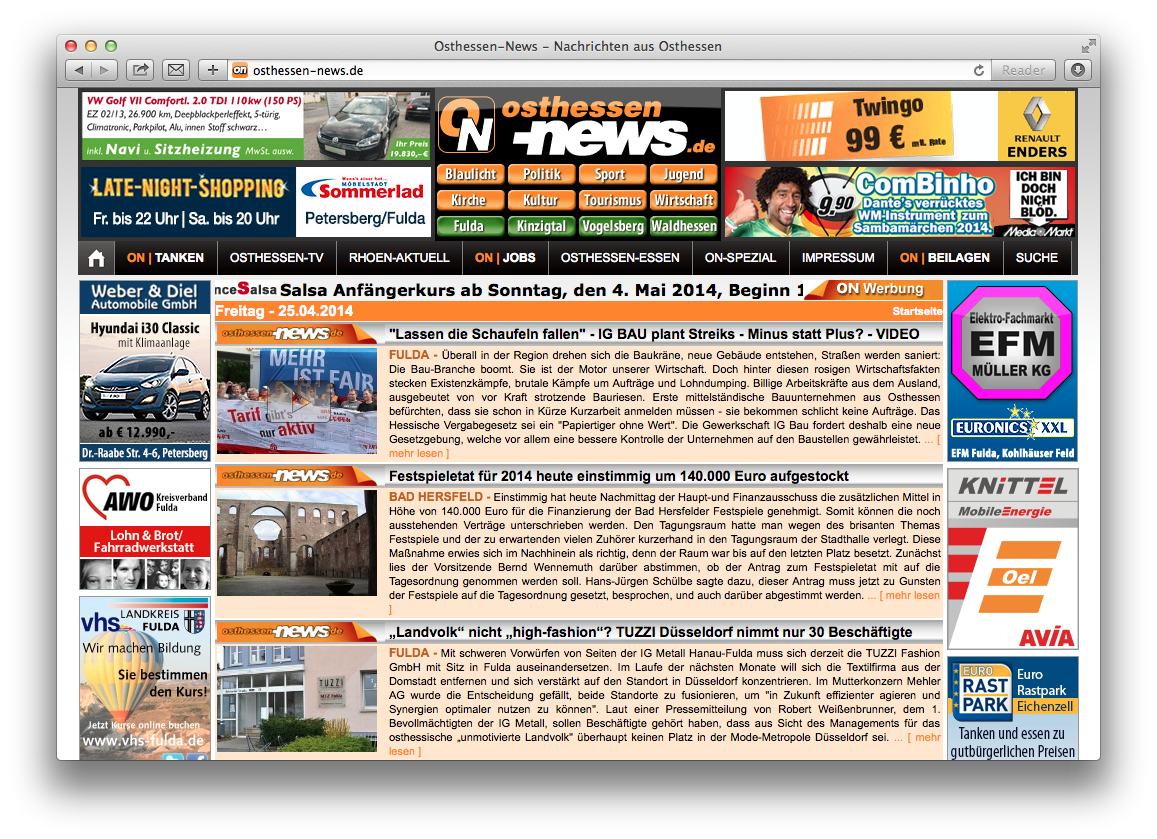 Osthessen-News – Nachrichten aus Osthessen
osthessen-news.de
Reader
VW Golf VII Comfortl. 2.0 TDI 110kw (150 PS)
EZ 02/13, 26.900 km, Deepblackperleffekt, 5-türig,
Climatronic, Parkpilot, Alu, innen Stoff schwarz...
inkl. Navi u. Sitzheizung MwSt. ausw.
Ihr Preis
19.830,–€
LATE-NIGHT-SHOPPING
Fr. bis 22 Uhr | Sa. bis 20 Uhr
Wenn's einer hat...
MÖBELSTADT
Sommerlad
Petersberg/Fulda
ON osthessen
-news.de
Blaulicht Politik Sport Jugend
Kirche Kultur Tourismus Wirtschaft
Fulda Kinzigtal Vogelsberg Waldhessen
Twingo
99 € mtl. Rate
RENAULT
ENDERS
9,90
ComBinho
Dante's verrücktes
WM-Instrument zum
Sambamärchen 2014.
ICH BIN
DOCH
NICHT
BLÖD.
Media Markt
ON | TANKEN OSTHESSEN-TV RHOEN-AKTUELL ON | JOBS OSTHESSEN-ESSEN ON-SPEZIAL IMPRESSUM ON | BEILAGEN SUCHE
Weber & Diel
Automobile GmbH
Hyundai i30 Classic
mit Klimaanlage
ab € 12.990,-
Dr.-Raabe Str. 4-6, Petersberg
AWO Kreisverband
Fulda
Lohn & Brot/
Fahrradwerkstatt
vhs LANDKREIS
FULDA
Wir machen Bildung
Sie bestimmen
den Kurs!
Jetzt Kurse online buchen
www.vhs-fulda.de
nceSalsa Salsa Anfängerkurs ab Sonntag, den 4. Mai 2014, Beginn 1
ON Werbung
Freitag - 25.04.2014 Startseite
osthessen-news.de
"Lassen die Schaufeln fallen" - IG BAU plant Streiks - Minus statt Plus? - VIDEO
MEHR
IST FAIR
Tarif gibt's
nur aktiv
FULDA - Überall in der Region drehen sich die Baukräne, neue Gebäude entstehen, Straßen werden saniert:
Die Bau-Branche boomt. Sie ist der Motor unserer Wirtschaft. Doch hinter diesen rosigen Wirtschaftsfakten
stecken Existenzkämpfe, brutale Kämpfe um Aufträge und Lohndumping. Billige Arbeitskräfte aus dem Ausland,
ausgebeutet von vor Kraft strotzende Bauriesen. Erste mittelständische Bauunternehmen aus Osthessen
befürchten, dass sie schon in Kürze Kurzarbeit anmelden müssen - sie bekommen schlicht keine Aufträge. Das
Hessische Vergabegesetz sei ein "Papiertiger ohne Wert". Die Gewerkschaft IG Bau fordert deshalb eine neue
Gesetzgebung, welche vor allem eine bessere Kontrolle der Unternehmen auf den Baustellen gewährleistet. ... [
mehr lesen ]
osthessen-news.de
Festspieletat für 2014 heute einstimmig um 140.000 Euro aufgestockt
BAD HERSFELD - Einstimmig hat heute Nachmittag der Haupt-und Finanzausschuss die zusätzlichen Mittel in
Höhe von 140.000 Euro für die Finanzierung der Bad Hersfelder Festspiele genehmigt. Somit können die noch
ausstehenden Verträge unterschrieben werden. Den Tagungsraum hatte man wegen des brisanten Themas
Festspiele und der zu erwartenden vielen Zuhörer kurzerhand in den Tagungsraum der Stadthalle verlegt. Diese
Maßnahme erwies sich im Nachhinein als richtig, denn der Raum war bis auf den letzten Platz besetzt. Zunächst
lies der Vorsitzende Bernd Wennemuth darüber abstimmen, ob der Antrag zum Festspieletat mit auf die
Tagesordnung genommen werden soll. Hans-Jürgen Schülbe sagte dazu, dieser Antrag muss jetzt zu Gunsten
der Festspiele auf die Tagesordnung gesetzt, besprochen, und auch darüber abgestimmt werden. ... [ mehr lesen
]
osthessen-news.de
„Landvolk“ nicht „high-fashion“? TUZZI Düsseldorf nimmt nur 30 Beschäftigte
TUZZI
FULDA - Mit schweren Vorwürfen von Seiten der IG Metall Hanau-Fulda muss sich derzeit die TUZZI Fashion
GmbH mit Sitz in Fulda auseinandersetzen. Im Laufe der nächsten Monate will sich die Textilfirma aus der
Domstadt entfernen und sich verstärkt auf den Standort in Düsseldorf konzentrieren. Im Mutterkonzern Mehler
AG wurde die Entscheidung gefällt, beide Standorte zu fusionieren, um "in Zukunft effizienter agieren und
Synergien optimaler nutzen zu können". Laut einer Pressemitteilung von Robert Weißenbrunner, dem 1.
Bevollmächtigten der IG Metall, sollen Beschäftigte gehört haben, dass aus Sicht des Managements für das
osthessische „unmotivierte Landvolk" überhaupt keinen Platz in der Mode-Metropole Düsseldorf sei. ... [ mehr
lesen ]
Elektro-Fachmarkt
EFM
MÜLLER KG
EURONICS XXL
EFM Fulda, Kohlhäuser Feld
KNITTEL
MobileEnergie
Oel
AVIA
EURO
RAST
PARK
Euro
Rastpark
Eichenzell
Tanken und essen zu
gutbürgerlichen Preisen